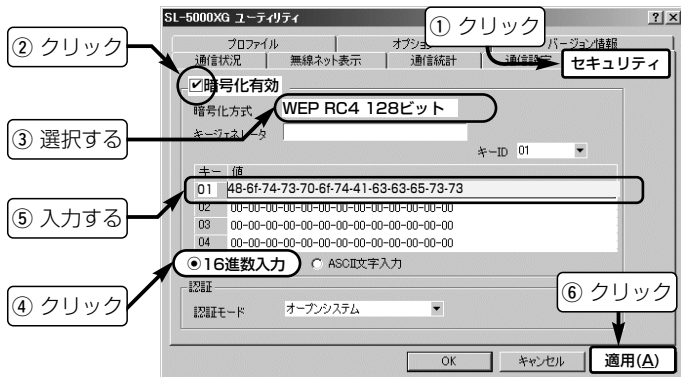 SL-5000XG ユーティリティ
① クリック
② クリック
プロファイル
オプション
バージョン情報
通信状況
無線ネット表示
通信統計
通信設定
セキュリティ
暗号化有効
暗号化方式
WEP RC4 128ビット
③ 選択する
キージェネレータ
キーID 01
キー 値
01 48-6f-74-73-70-6f-74-41-63-63-65-73-73
⑤ 入力する
02 00-00-00-00-00-00-00-00-00-00-00-00-00
03 00-00-00-00-00-00-00-00-00-00-00-00-00
04 00-00-00-00-00-00-00-00-00-00-00-00-00
16進数入力
ASCII文字入力
④ クリック
認証
⑥ クリック
認証モード
オープンシステム
OK
キャンセル
適用(A)